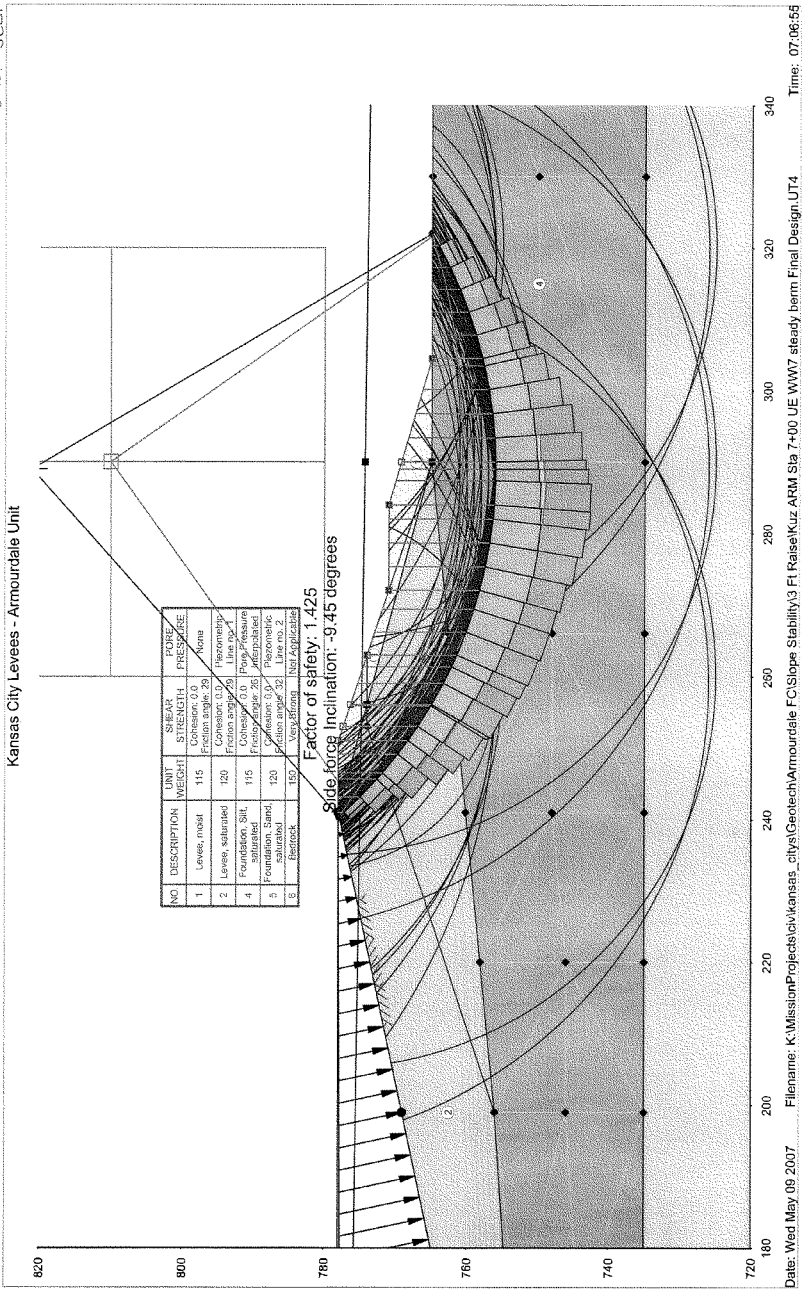 Kansas City Levees - Armourdale Unit
820
800
780
760
740
720
NO. DESCRIPTION UNIT WEIGHT SHEAR STRENGTH PORE PRESSURE
1 Levee, moist 115 Cohesion: 0.0 Friction angle: 29 None
2 Levee, saturated 120 Cohesion: 0.0 Friction angle: 29 Piezometric Line no. 1
4 Foundation, Silt, saturated 115 Cohesion: 0.0 Friction angle: 26 Pore Pressure Interpolated
5 Foundation, Sand, saturated 120 Cohesion: 0.0 Friction angle: 32 Piezometric Line no. 2
6 Bedrock 150 Very Strong Not Applicable
Factor of safety: 1.425
Side force Inclination: -9.45 degrees
2
4
180
200
220
240
260
280
300
320
340
Date: Wed May 09 2007
Filename: K:\MissionProjects\civ\kansas_citys\Geotech\Armourdale FC\Slope Stability\3 Ft Raise\Kuz ARM Sta 7+00 UE WW\7 steady berm Final Design.UT4
Time: 07:06:55